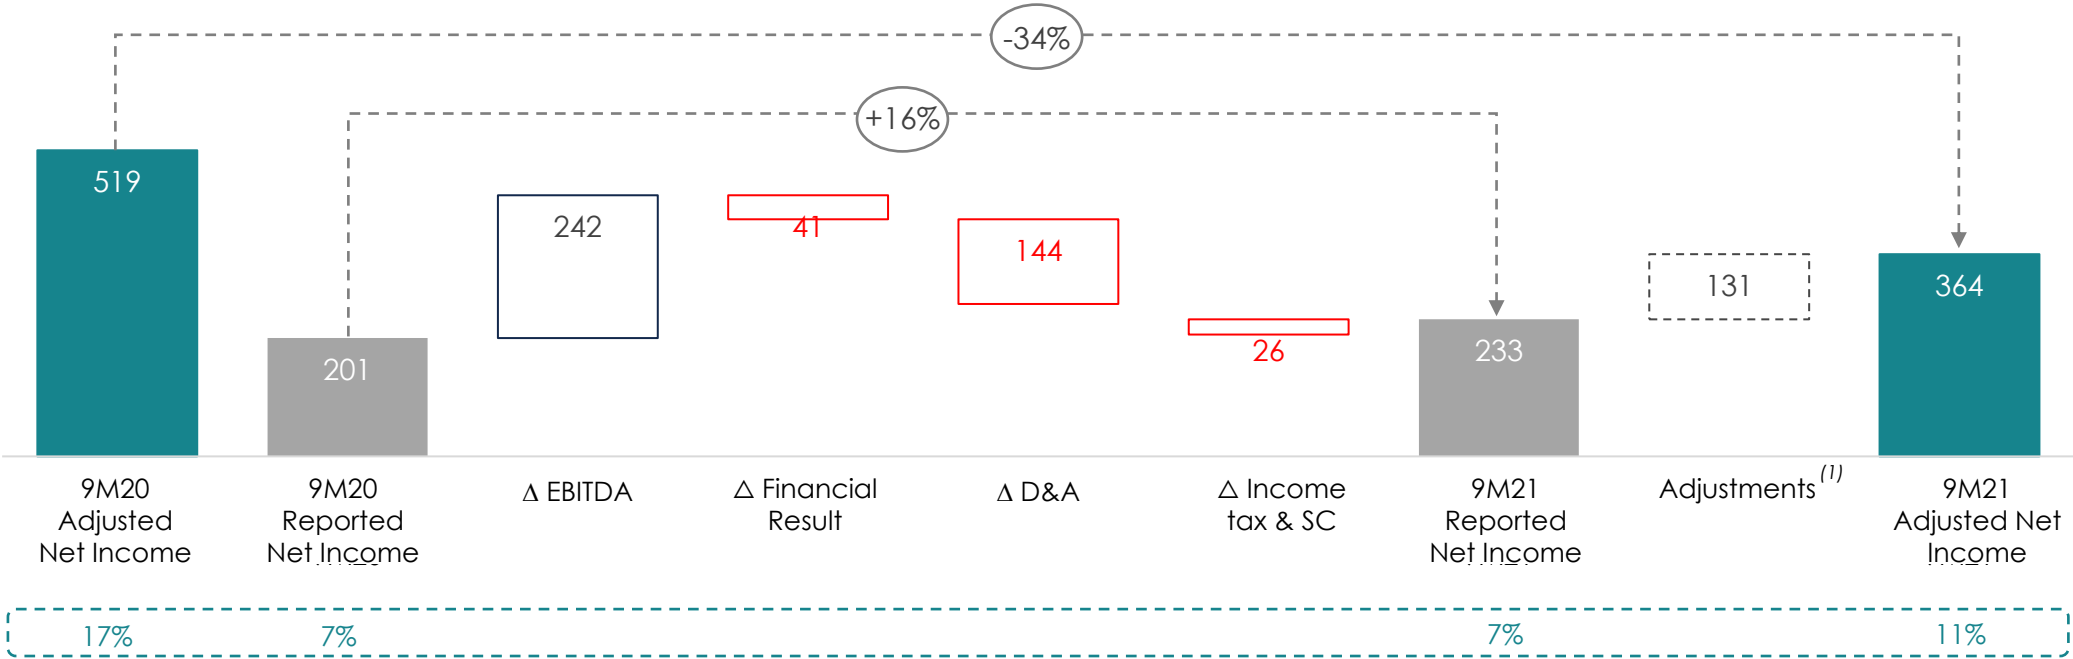 -34%
+16%
519
201
242
41
144
26
233
131
364
9M20
Adjusted
Net Income
9M20
Reported
Net Income
Δ EBITDA
Δ Financial
Result
Δ D&A
Δ Income
tax & SC
9M21
Reported
Net Income
Adjustments (1)
9M21
Adjusted Net
Income
17%
7%
7%
11%